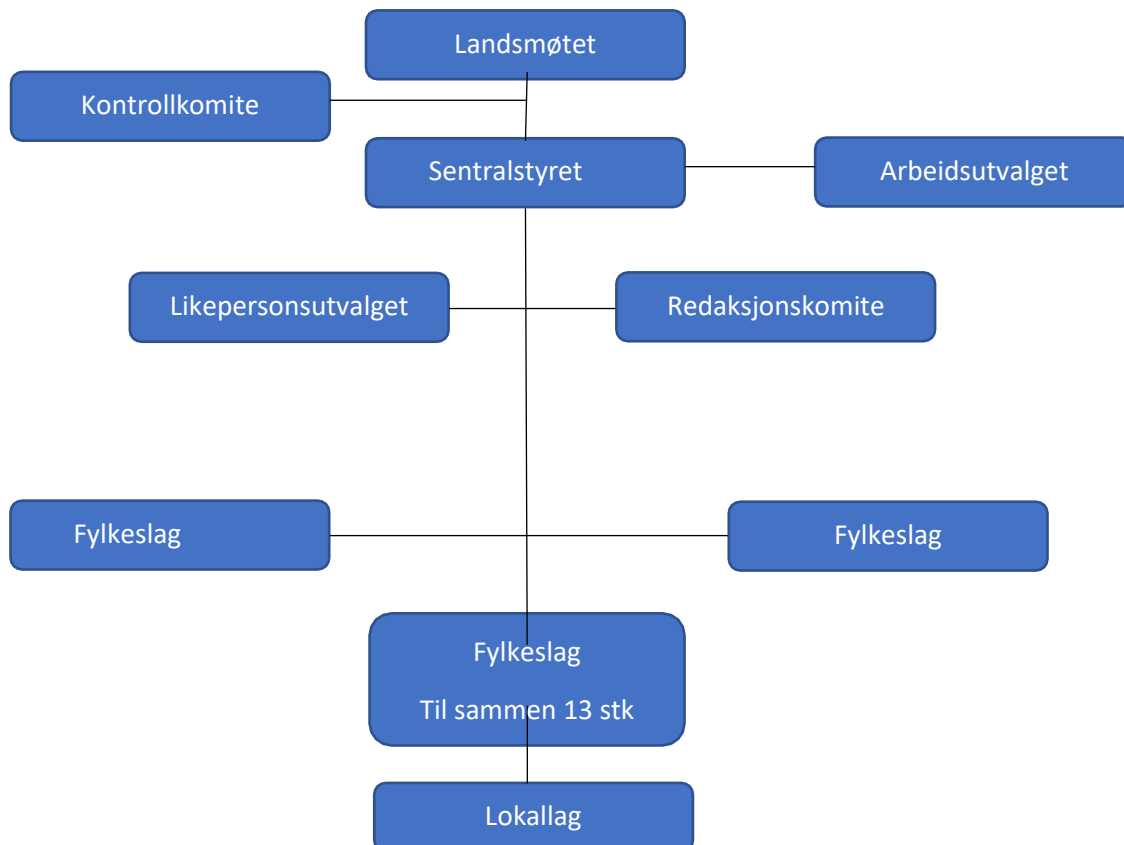 Landsmøtet
Kontrollkomite
Sentralstyret
Arbeidsutvalget
Likepersonsutvalget
Redaksjonskomite
Fylkeslag
Fylkeslag
Fylkeslag
Til sammen 13 stk
Lokallag